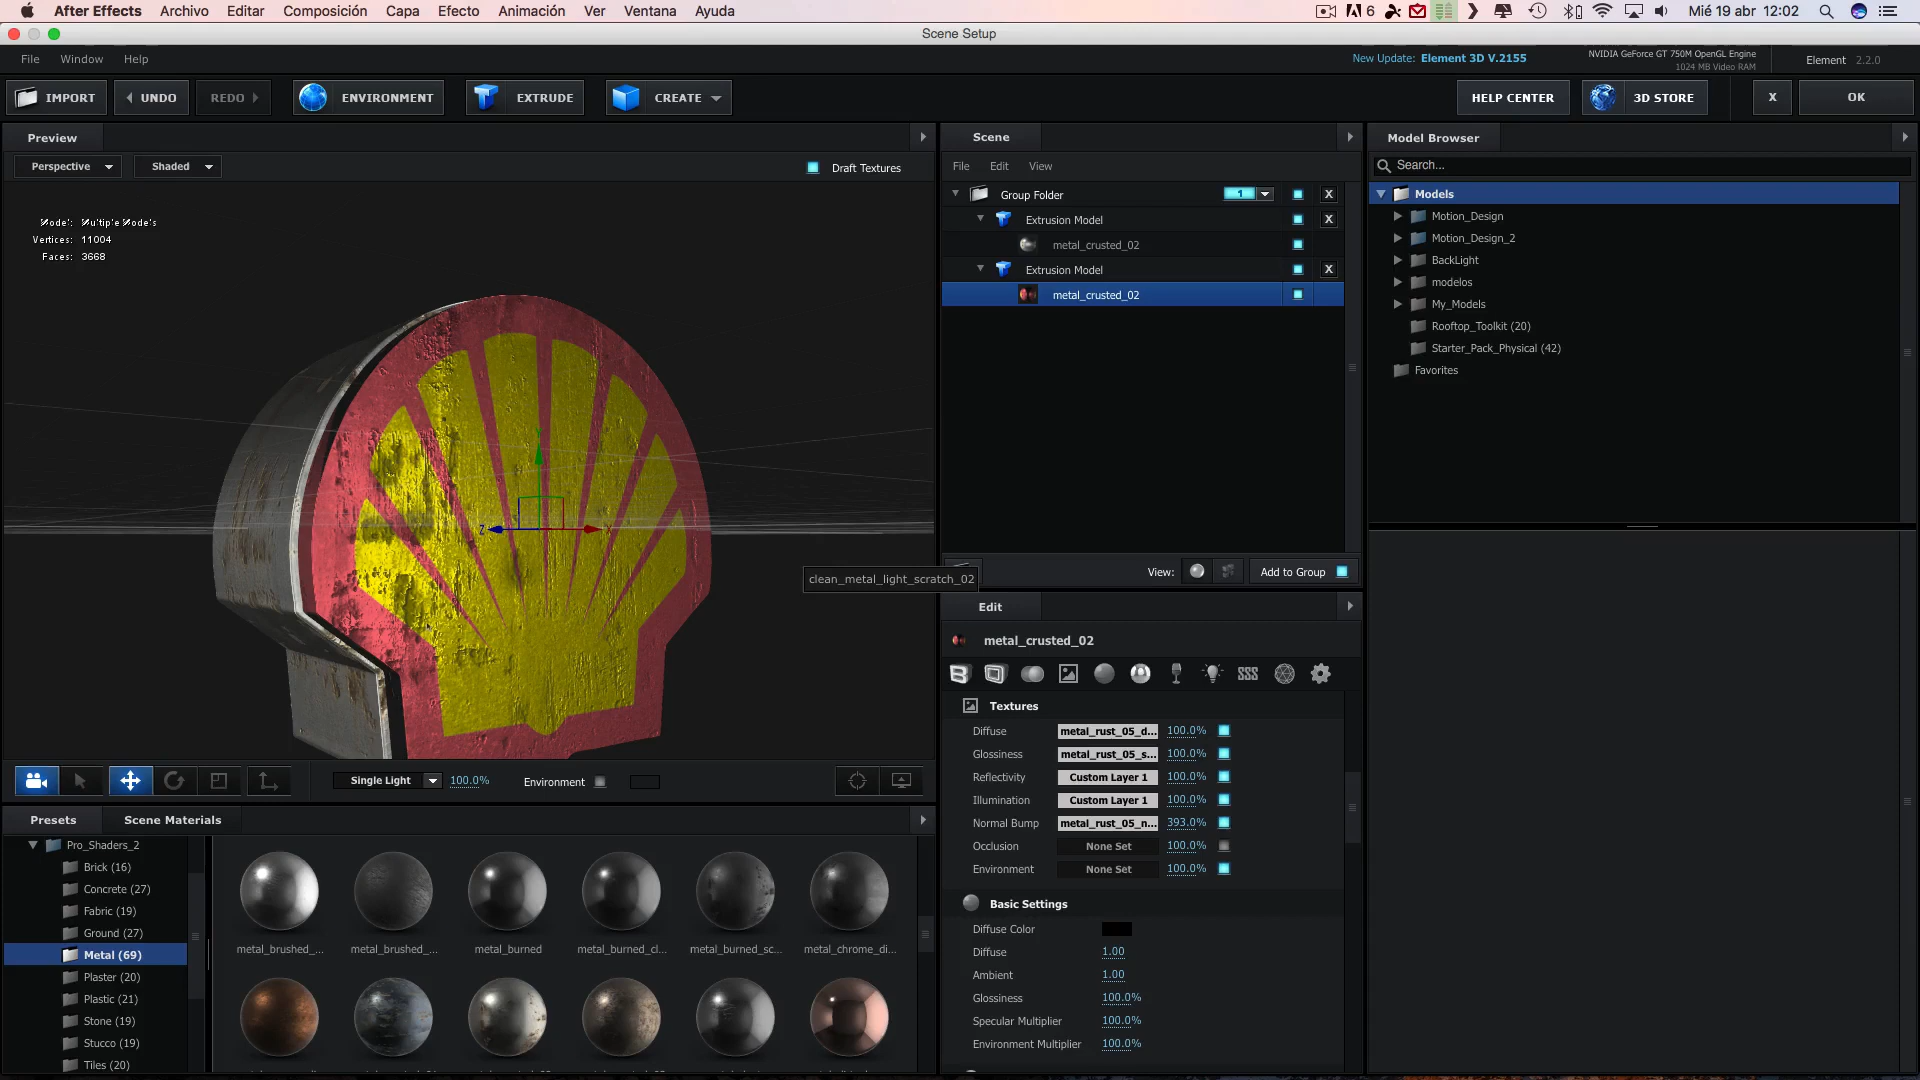 After Effects Archivo Editar Composición Capa Efecto Animación Ver Ventana Ayuda
6 Mié 19 abr 12:02
Scene Setup
File Window Help
New Update: Element 3D V.2155
NVIDIA GeForce GT 750M OpenGL Engine
1024 MB Video RAM
Element 2.2.0
IMPORT UNDO REDO ENVIRONMENT EXTRUDE CREATE HELP CENTER 3D STORE X OK
Preview
Perspective Shaded Draft Textures
Vertices: 11004
Faces: 3668
Z X
clean_metal_light_scratch_02
Single Light 100.0% Environment
Scene
File Edit View
Group Folder 1 X
Extrusion Model X
metal_crusted_02
Extrusion Model X
metal_crusted_02
View: Add to Group
Model Browser
Search...
Models
Motion_Design
Motion_Design_2
BackLight
modelos
My_Models
Rooftop_Toolkit (20)
Starter_Pack_Physical (42)
Favorites
Edit
metal_crusted_02
Textures
Diffuse metal_rust_05_d... 100.0%
Glossiness metal_rust_05_s... 100.0%
Reflectivity Custom Layer 1 100.0%
Illumination Custom Layer 1 100.0%
Normal Bump metal_rust_05_n... 393.0%
Occlusion None Set 100.0%
Environment None Set 100.0%
Basic Settings
Diffuse Color
Diffuse 1.00
Ambient 1.00
Glossiness 100.0%
Specular Multiplier 100.0%
Environment Multiplier 100.0%
Presets Scene Materials
Pro_Shaders_2
Brick (16)
Concrete (27)
Fabric (19)
Ground (27)
Metal (69)
Plaster (20)
Plastic (21)
Stone (19)
Stucco (19)
Tiles (20)
metal_brushed_... metal_brushed_... metal_burned metal_burned_cl... metal_burned_sc... metal_chrome_di...